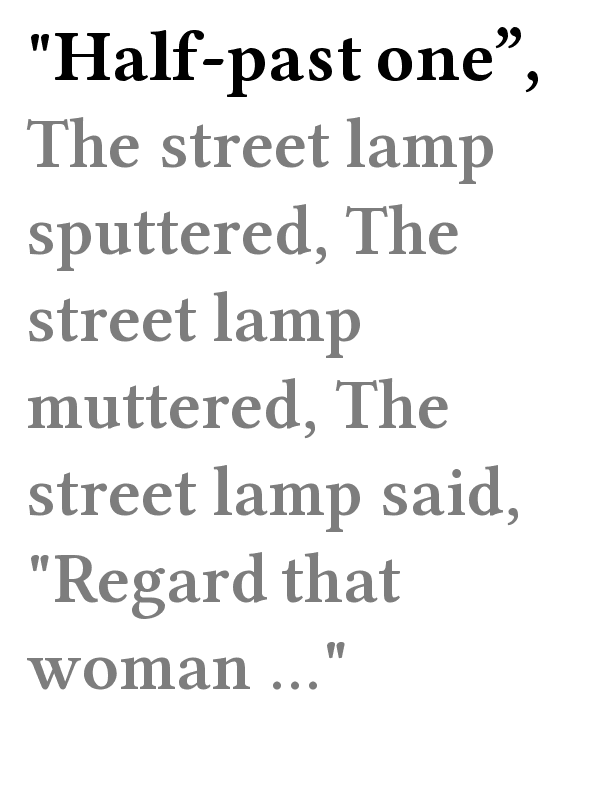 "Half-past one”,
The street lamp
sputtered, The
street lamp
muttered, The
street lamp said,
"Regard that
woman ..."